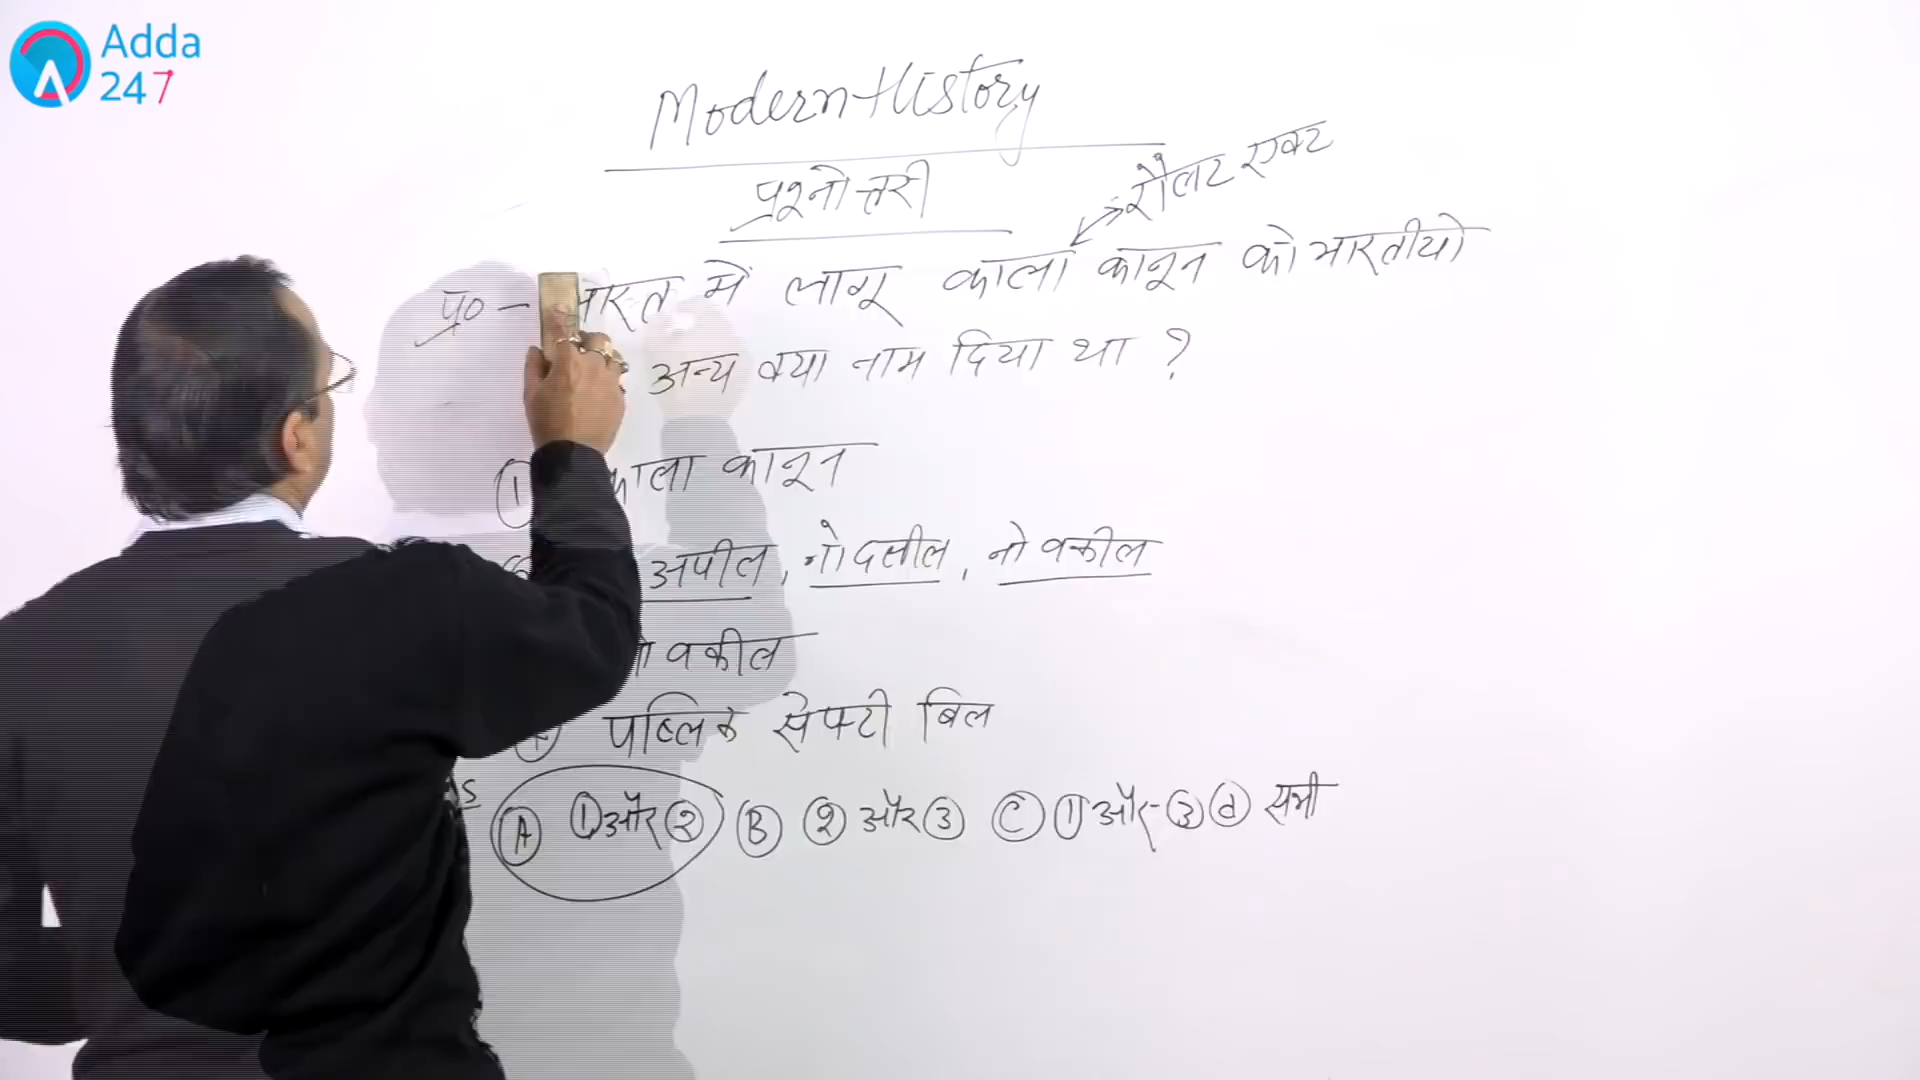 Adda
247
Modern History
प्रश्नोत्तरी
रौलट एक्ट
प्र० - भारत में लागू काला कानून को भारतीयो
अन्य क्या नाम दिया था ?
① काला कानून
अपील, नो दलील, नो वकील
वकील
पब्लिक सेफ्टी बिल
Ⓐ ① और ② Ⓑ ② और ③ Ⓒ ① और - ③ ⓓ सभी